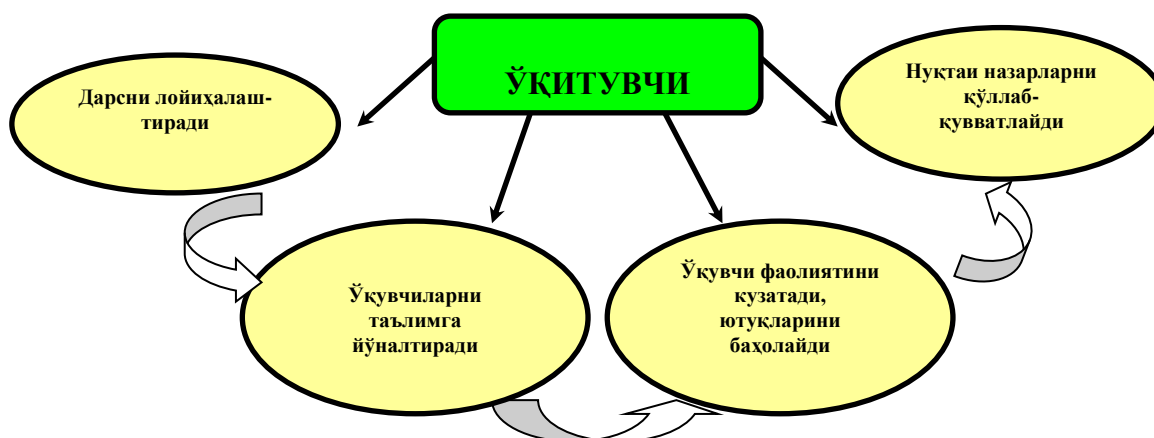 ЎҚИТУВЧИ
Дарсни лойиҳалаш-
тиради
Нуқтаи назарларни
қўллаб-
қувватлайди
Ўқувчиларни
таълимга
йўналтиради
Ўқувчи фаолиятини
кузатади,
ютуқларини
баҳолайди